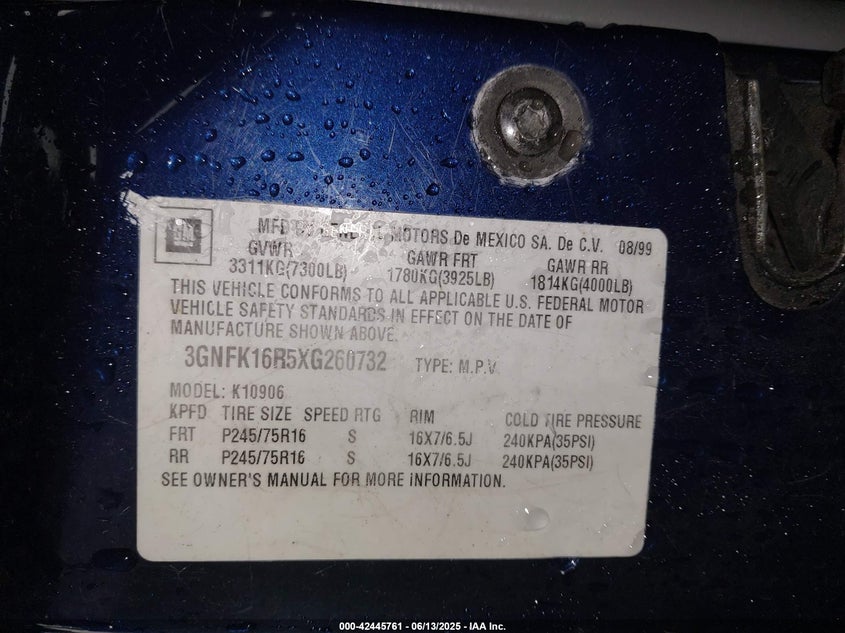 GM
MFD BY GENERAL MOTORS De MEXICO SA. De C.V. 08/99
GVWR GAWR FRT GAWR RR
3311KG(7300LB) 1780KG(3925LB) 1814KG(4000LB)
THIS VEHICLE CONFORMS TO ALL APPLICABLE U.S. FEDERAL MOTOR
VEHICLE SAFETY STANDARDS IN EFFECT ON THE DATE OF
MANUFACTURE SHOWN ABOVE.
3GNFK16R5XG260732 TYPE: M.P.V
MODEL: K10906
KPFD TIRE SIZE SPEED RTG RIM COLD TIRE PRESSURE
FRT P245/75R16 S 16X7/6.5J 240KPA(35PSI)
RR P245/75R16 S 16X7/6.5J 240KPA(35PSI)
SEE OWNER'S MANUAL FOR MORE INFORMATION.
000-42445761 - 06/13/2025 - IAA Inc.